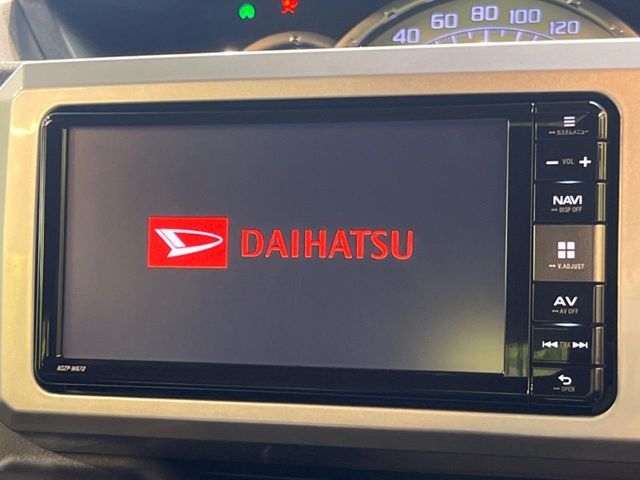 40 60 80 100 120
カスタムメニュー
− VOL +
NAVI
DISP OFF
DAIHATSU
V.ADJUST
AV
AV OFF
TRK
NSZP-W67D
OPEN